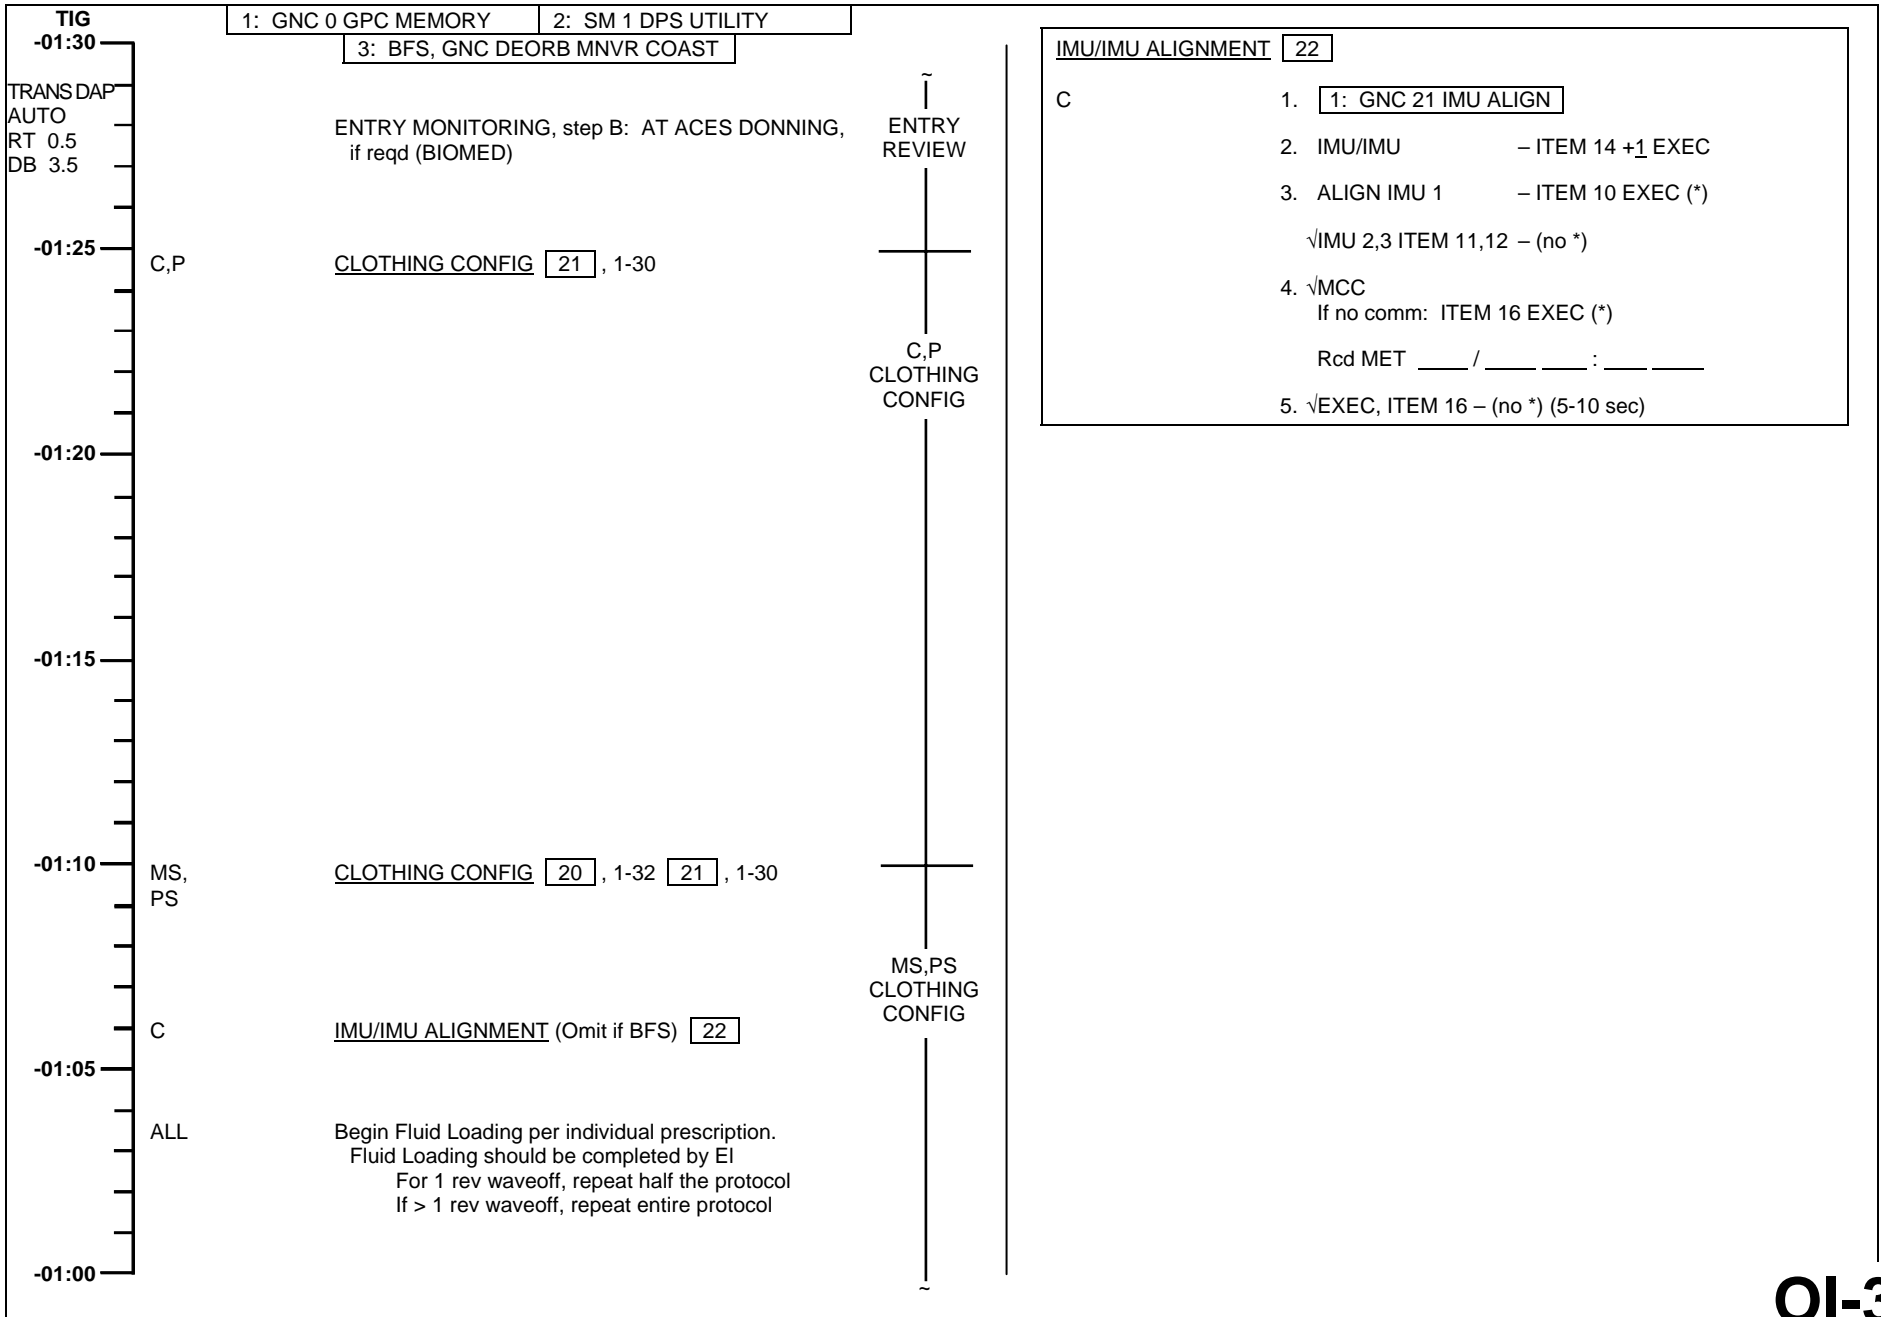 TIG
1: GNC 0 GPC MEMORY 2: SM 1 DPS UTILITY
-01:30
3: BFS, GNC DEORB MNVR COAST
TRANS DAP
AUTO
RT 0.5
DB 3.5
ENTRY MONITORING, step B: AT ACES DONNING,
if reqd (BIOMED)
~
ENTRY
REVIEW
-01:25
C,P CLOTHING CONFIG 21 , 1-30
C,P
CLOTHING
CONFIG
-01:20
-01:15
-01:10
MS, CLOTHING CONFIG 20 , 1-32 21 , 1-30
PS
MS,PS
CLOTHING
CONFIG
C IMU/IMU ALIGNMENT (Omit if BFS) 22
-01:05
ALL Begin Fluid Loading per individual prescription.
Fluid Loading should be completed by EI
For 1 rev waveoff, repeat half the protocol
If > 1 rev waveoff, repeat entire protocol
-01:00
~
IMU/IMU ALIGNMENT 22
C 1. 1: GNC 21 IMU ALIGN
2. IMU/IMU – ITEM 14 +1 EXEC
3. ALIGN IMU 1 – ITEM 10 EXEC (*)
√IMU 2,3 ITEM 11,12 – (no *)
4. √MCC
If no comm: ITEM 16 EXEC (*)
Rcd MET ____ / ____ ____ : ____ ____
5. √EXEC, ITEM 16 – (no *) (5-10 sec)
OI-3